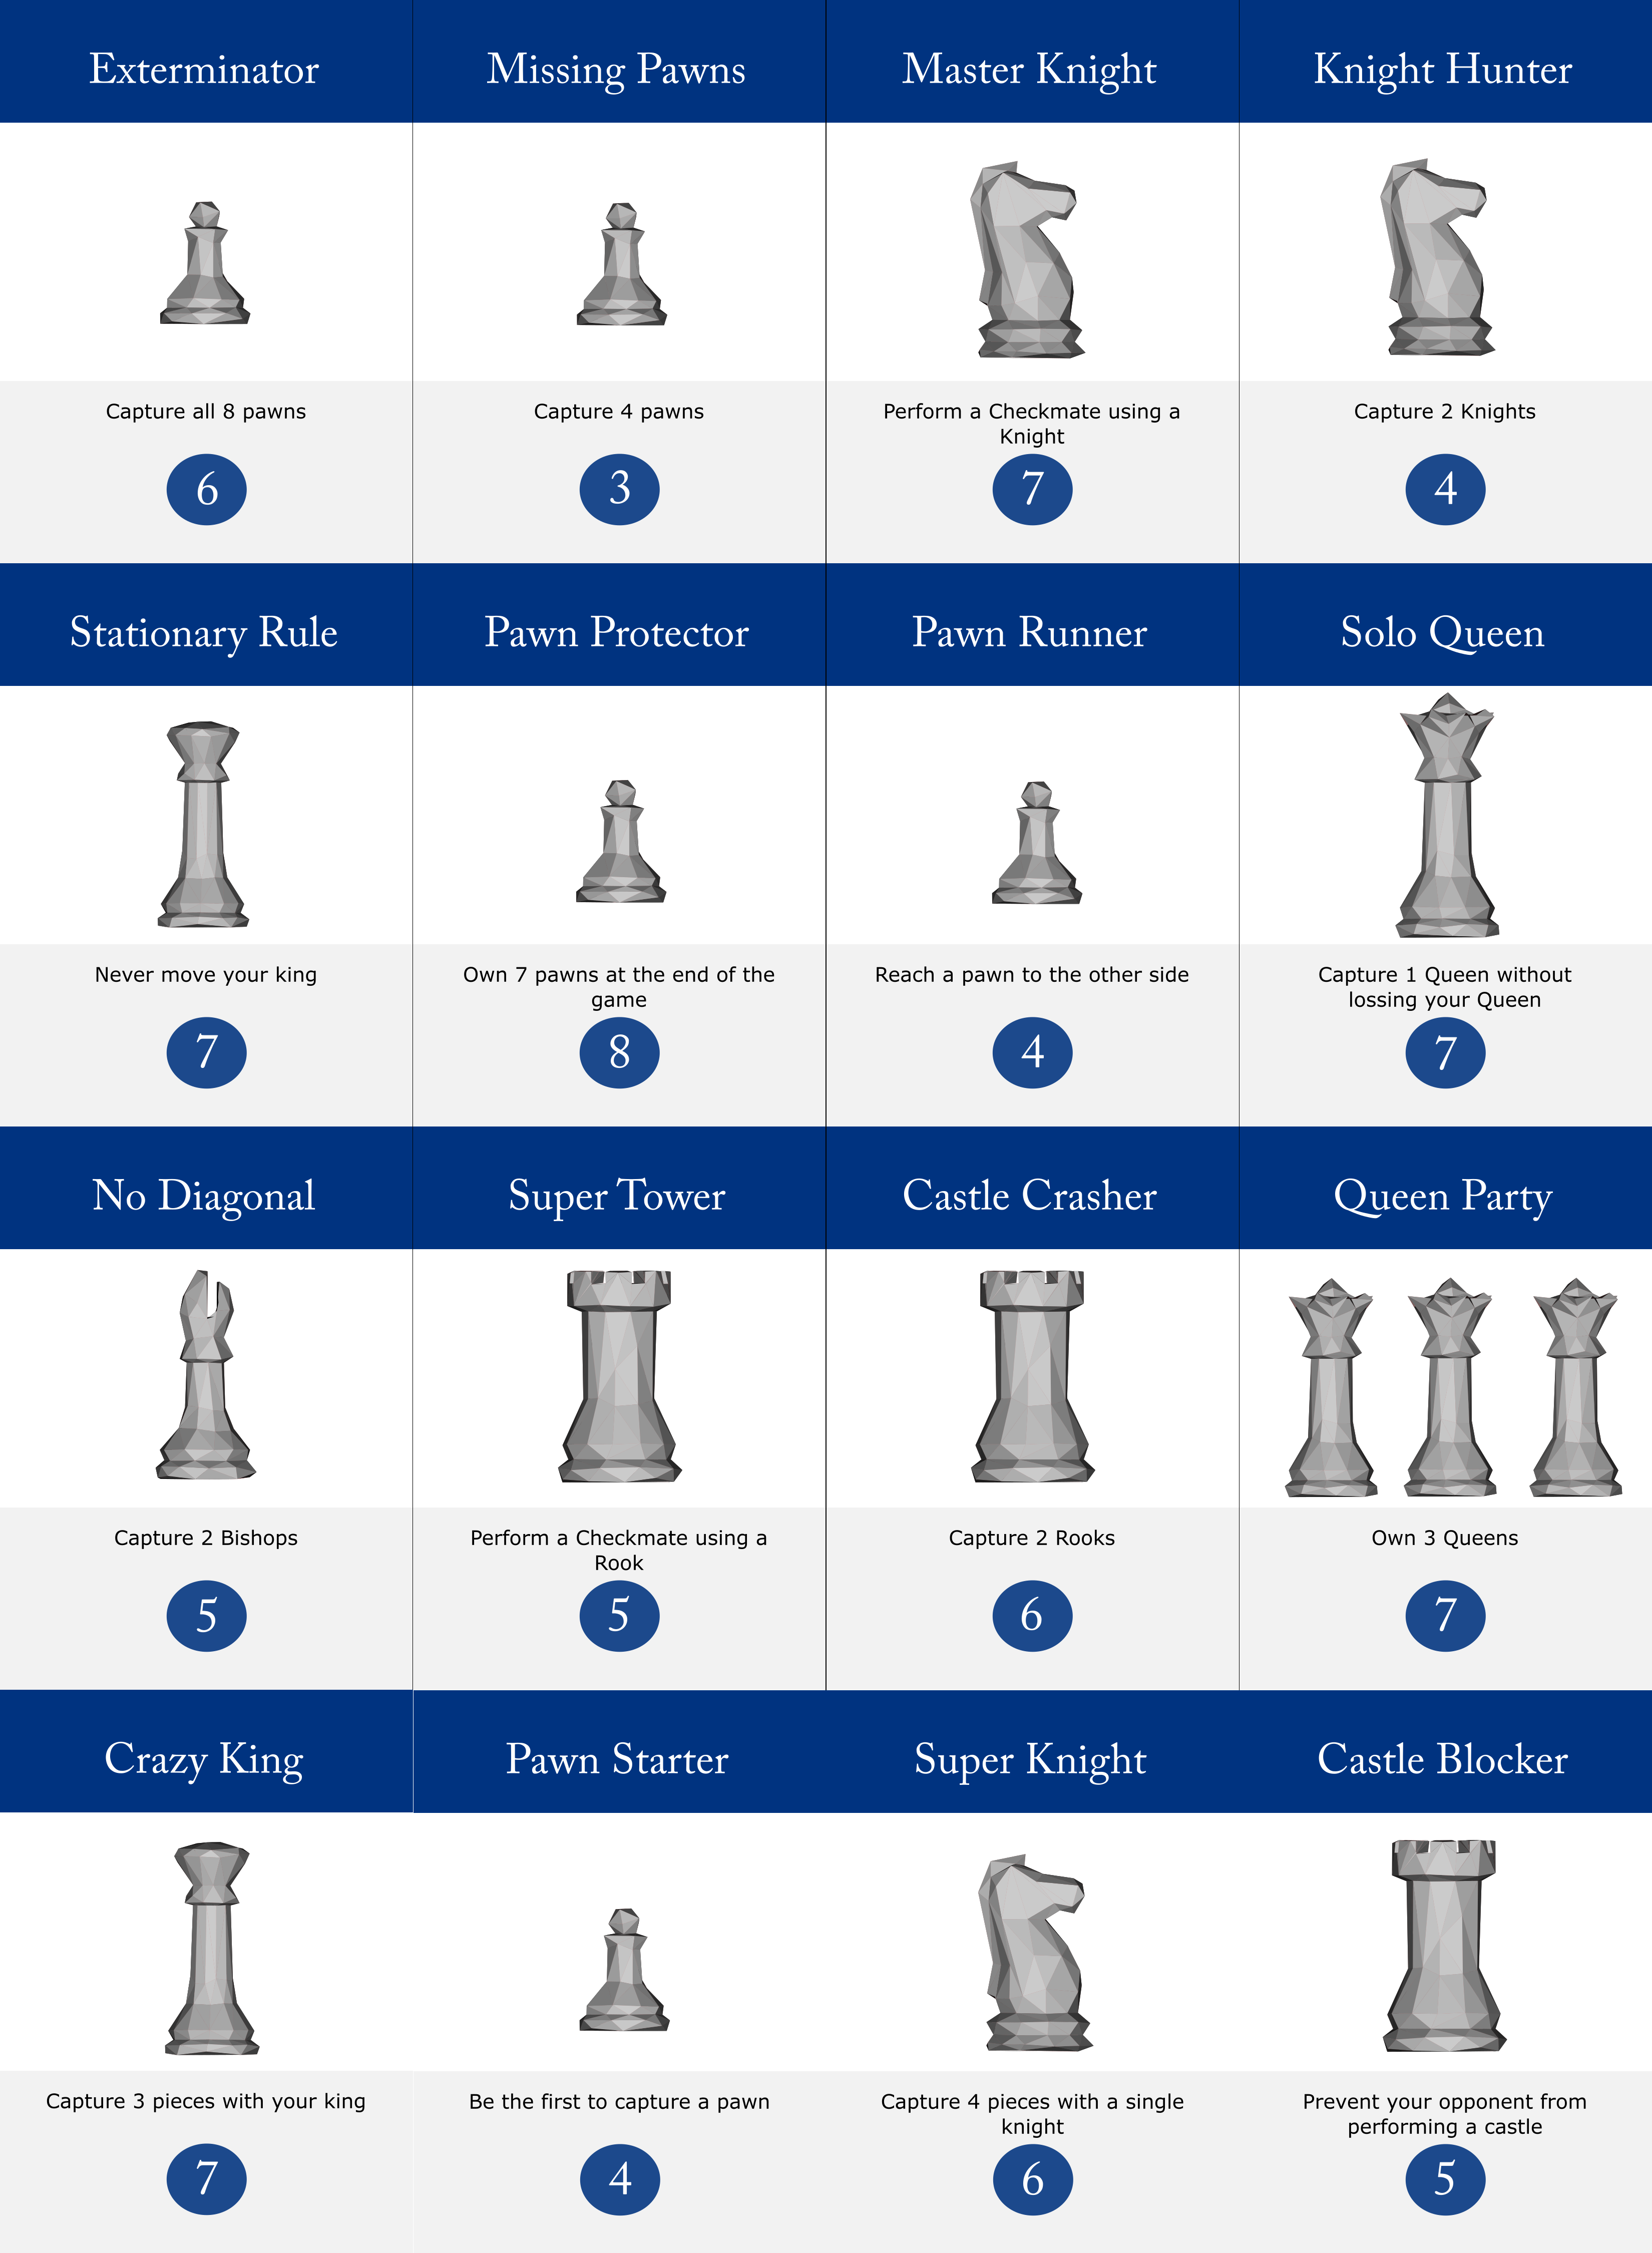 Exterminator
Missing Pawns
Master Knight
Knight Hunter
Capture all 8 pawns
6
Capture 4 pawns
3
Perform a Checkmate using a
Knight
7
Capture 2 Knights
4
Stationary Rule
Pawn Protector
Pawn Runner
Solo Queen
Never move your king
7
Own 7 pawns at the end of the
game
8
Reach a pawn to the other side
4
Capture 1 Queen without
lossing your Queen
7
No Diagonal
Super Tower
Castle Crasher
Queen Party
Capture 2 Bishops
5
Perform a Checkmate using a
Rook
5
Capture 2 Rooks
6
Own 3 Queens
7
Crazy King
Pawn Starter
Super Knight
Castle Blocker
Capture 3 pieces with your king
7
Be the first to capture a pawn
4
Capture 4 pieces with a single
knight
6
Prevent your opponent from
performing a castle
5